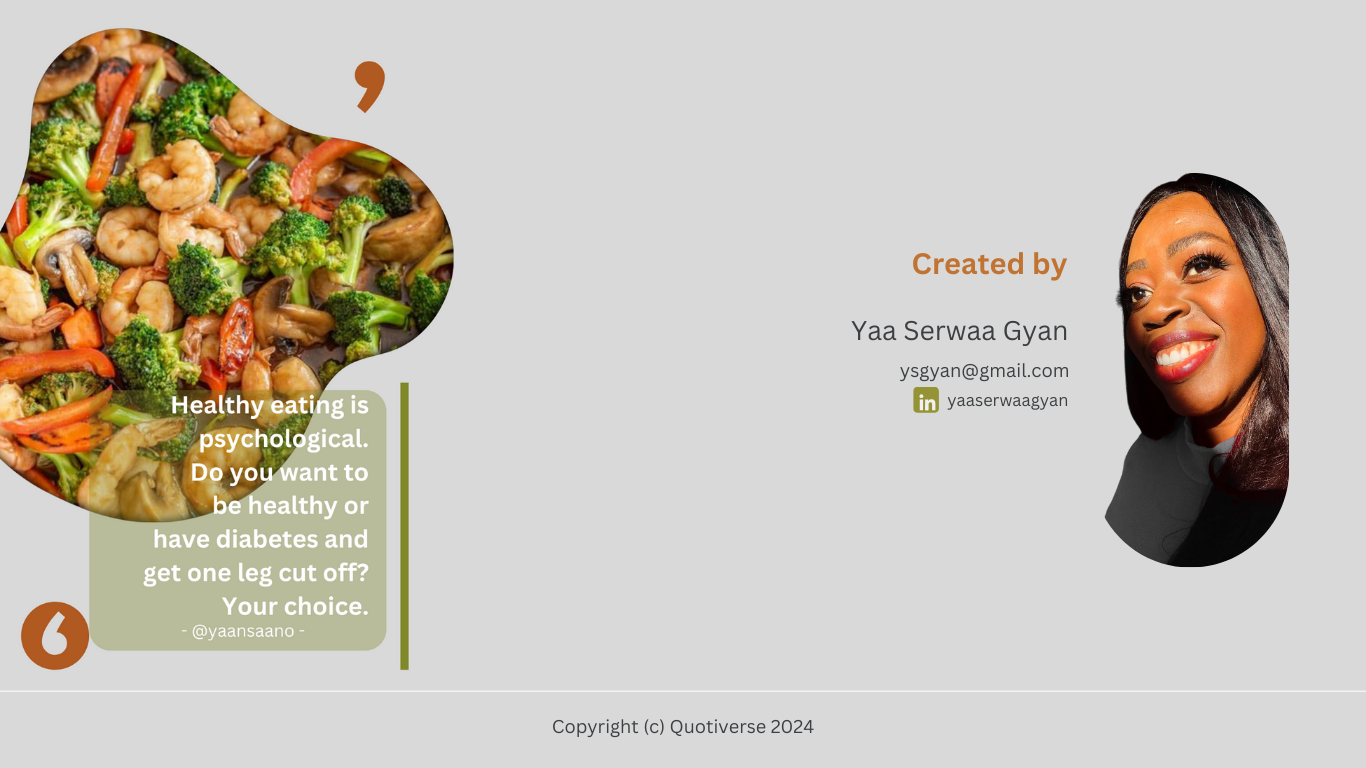 Healthy eating is
psychological.
Do you want to
be healthy or
have diabetes and
get one leg cut off?
Your choice.
- @yaansaano -
Created by
Yaa Serwaa Gyan
ysgyan@gmail.com
in yaaserwaagyan
Copyright (c) Quotiverse 2024